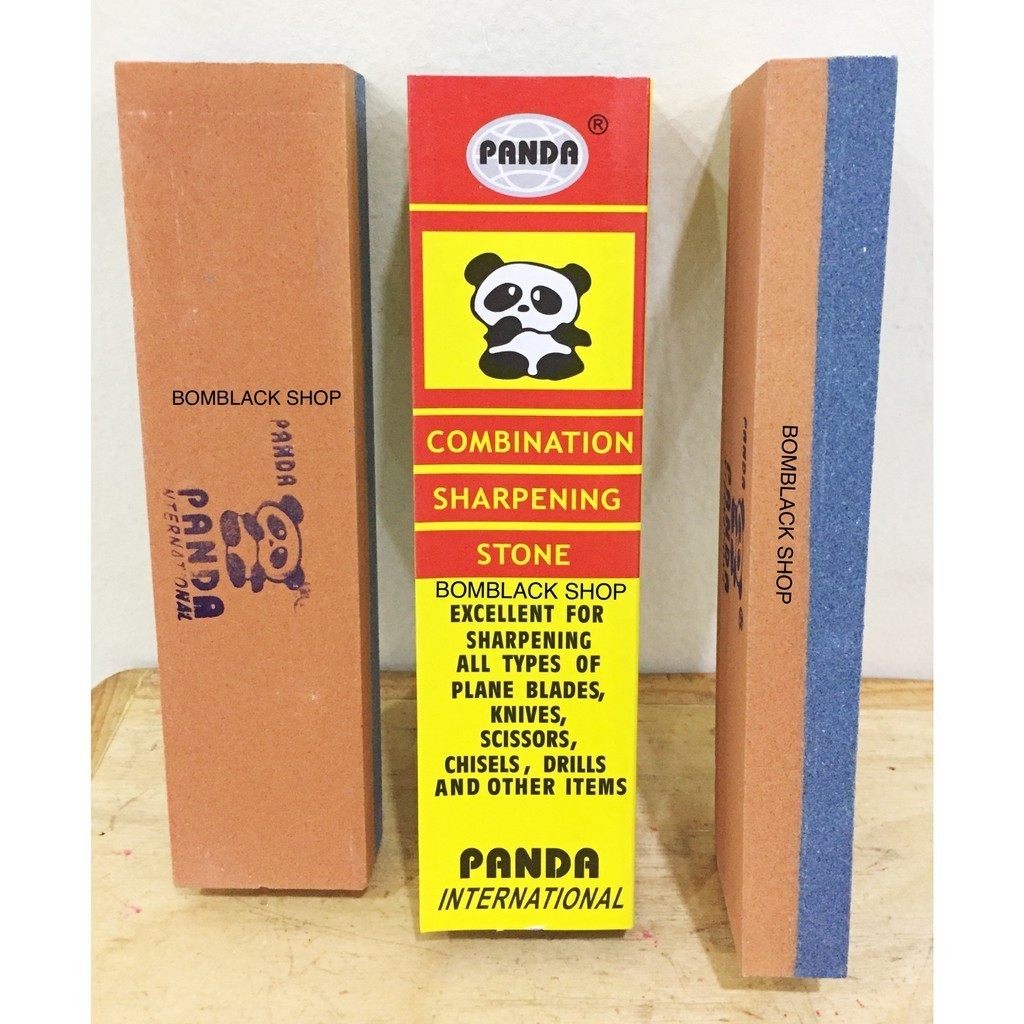 BOMBLACK SHOP
PANDA
PANDA
INTERNATIONAL
PANDA
®
COMBINATION
SHARPENING
STONE
BOMBLACK SHOP
EXCELLENT FOR
SHARPENING
ALL TYPES OF
PLANE BLADES,
KNIVES,
SCISSORS,
CHISELS, DRILLS
AND OTHER ITEMS
PANDA
INTERNATIONAL
BOMBLACK SHOP
PANDA